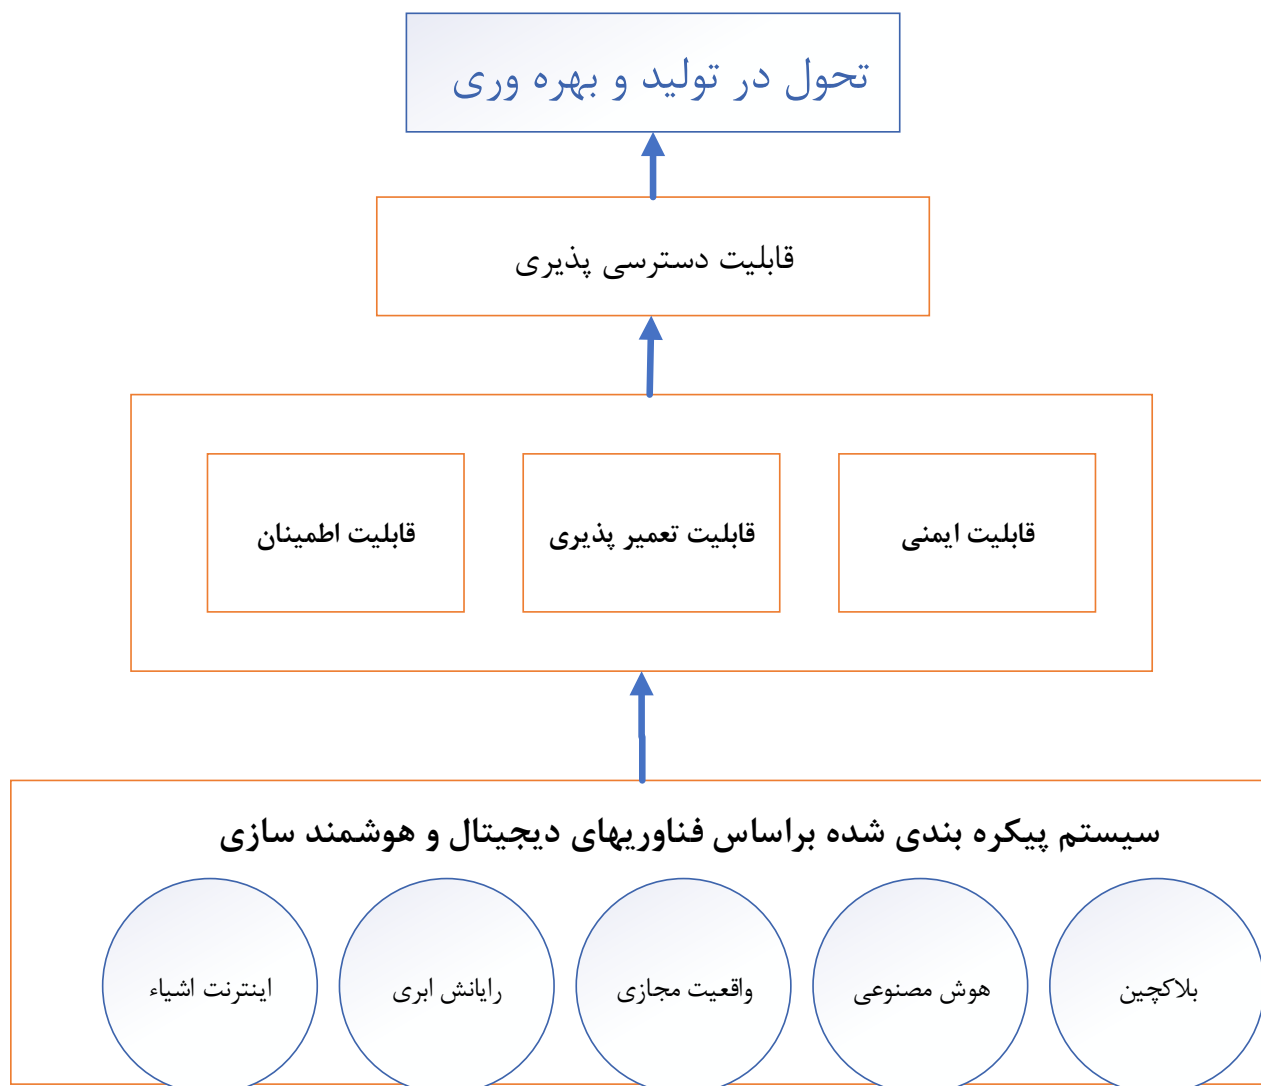 تحول در تولید و بهره وری
قابلیت دسترسی پذیری
قابلیت ایمنی
قابلیت تعمیر پذیری
قابلیت اطمینان
سیستم پیکره بندی شده براساس فناوریهای دیجیتال و هوشمند سازی
بلاکچین
هوش مصنوعی
واقعیت مجازی
رایانش ابری
اینترنت اشیاء